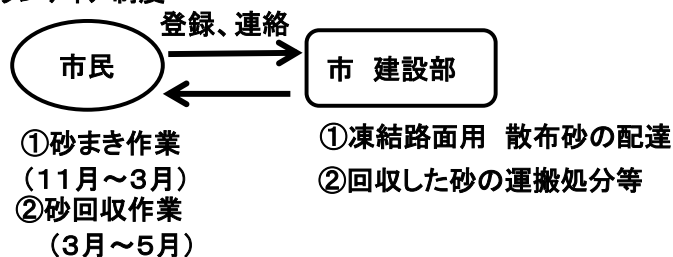 登録、連絡
市民
市　建設部
①砂まき作業
(11月~3月)
②砂回収作業
(3月~5月)
①凍結路面用　散布砂の配達
②回収した砂の運搬処分等